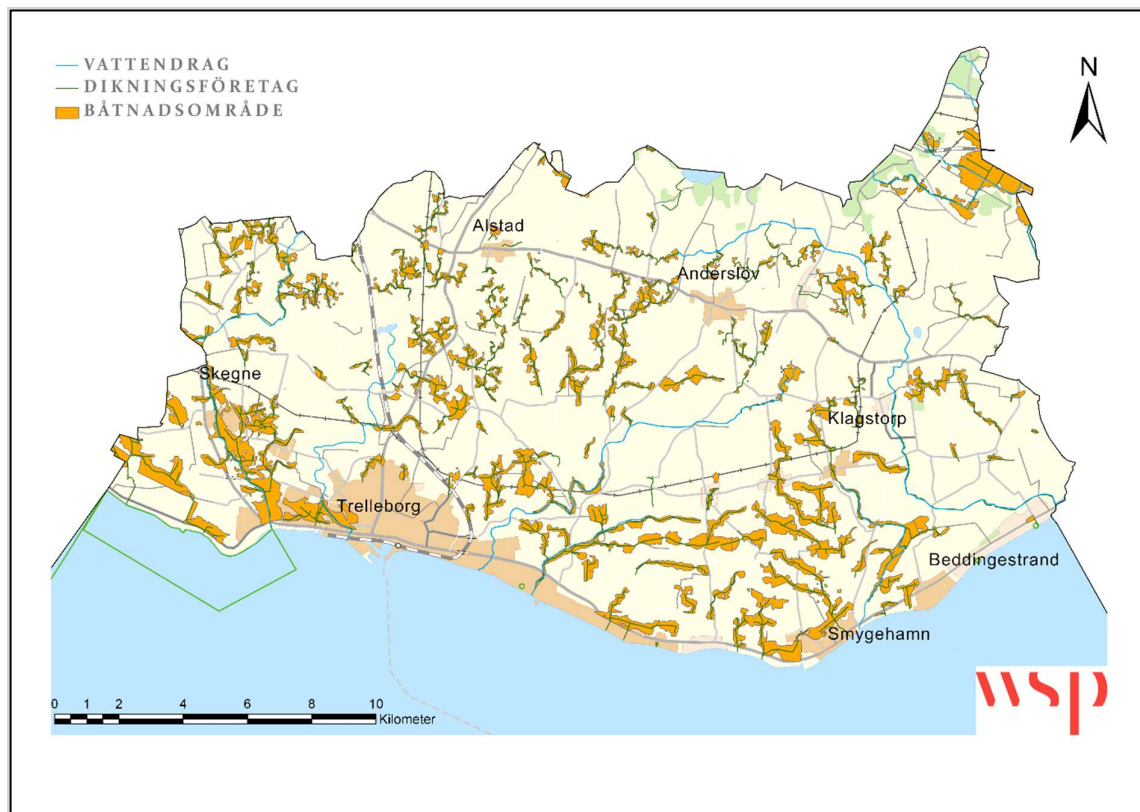 VATTENDRAG
DIKNINGSFÖRETAG
BÅTNADSOMRÅDE
N
Alstad
Anderslöv
Skegne
Klagstorp
Trelleborg
Beddingestrand
Smygehamn
wsp
0 1 2 4 6 8 10
Kilometer